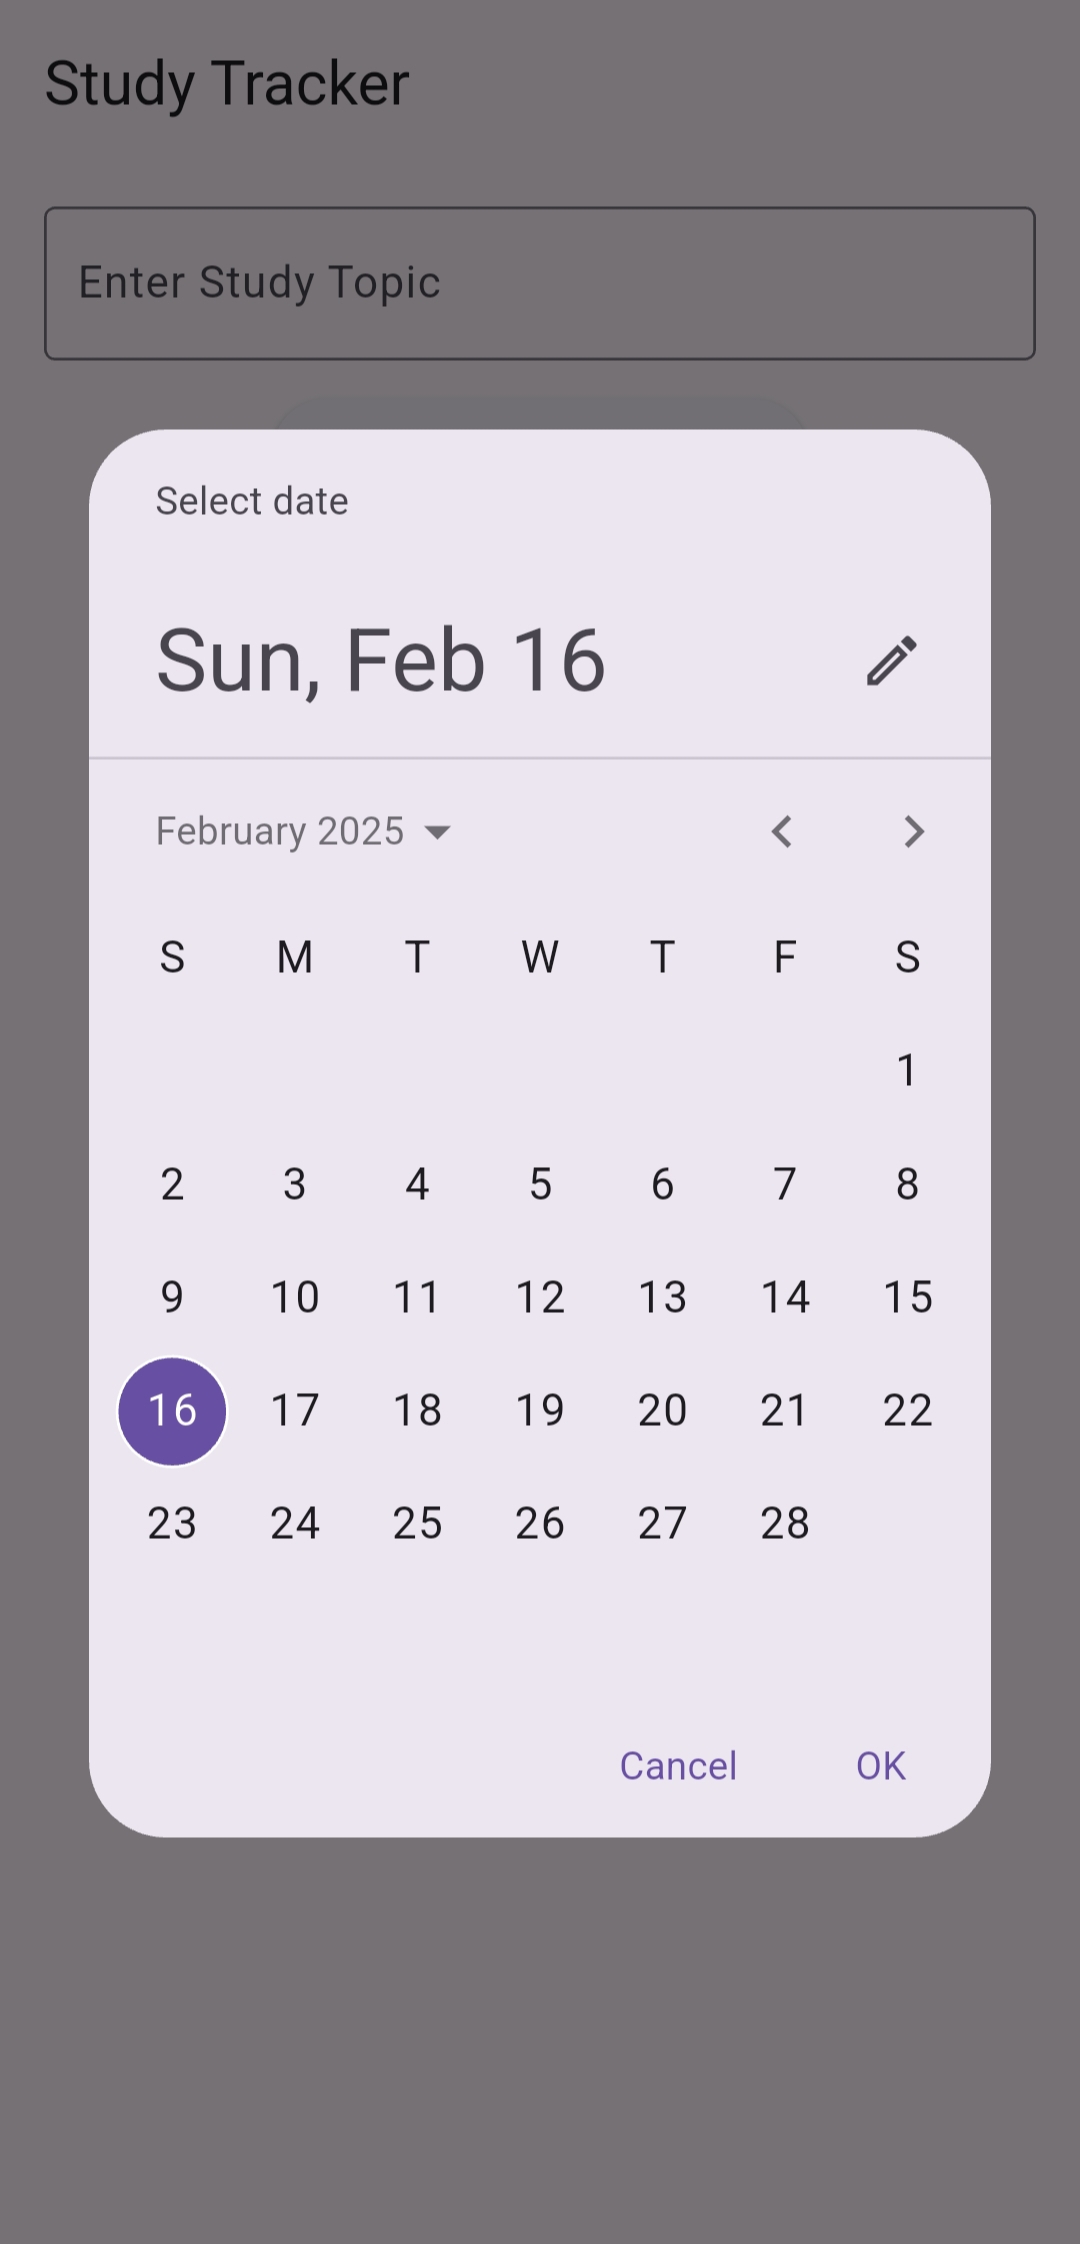 Study Tracker
Enter Study Topic
Select date
Sun, Feb 16
February 2025
S M T W T F S
1
2 3 4 5 6 7 8
9 10 11 12 13 14 15
16 17 18 19 20 21 22
23 24 25 26 27 28
Cancel OK